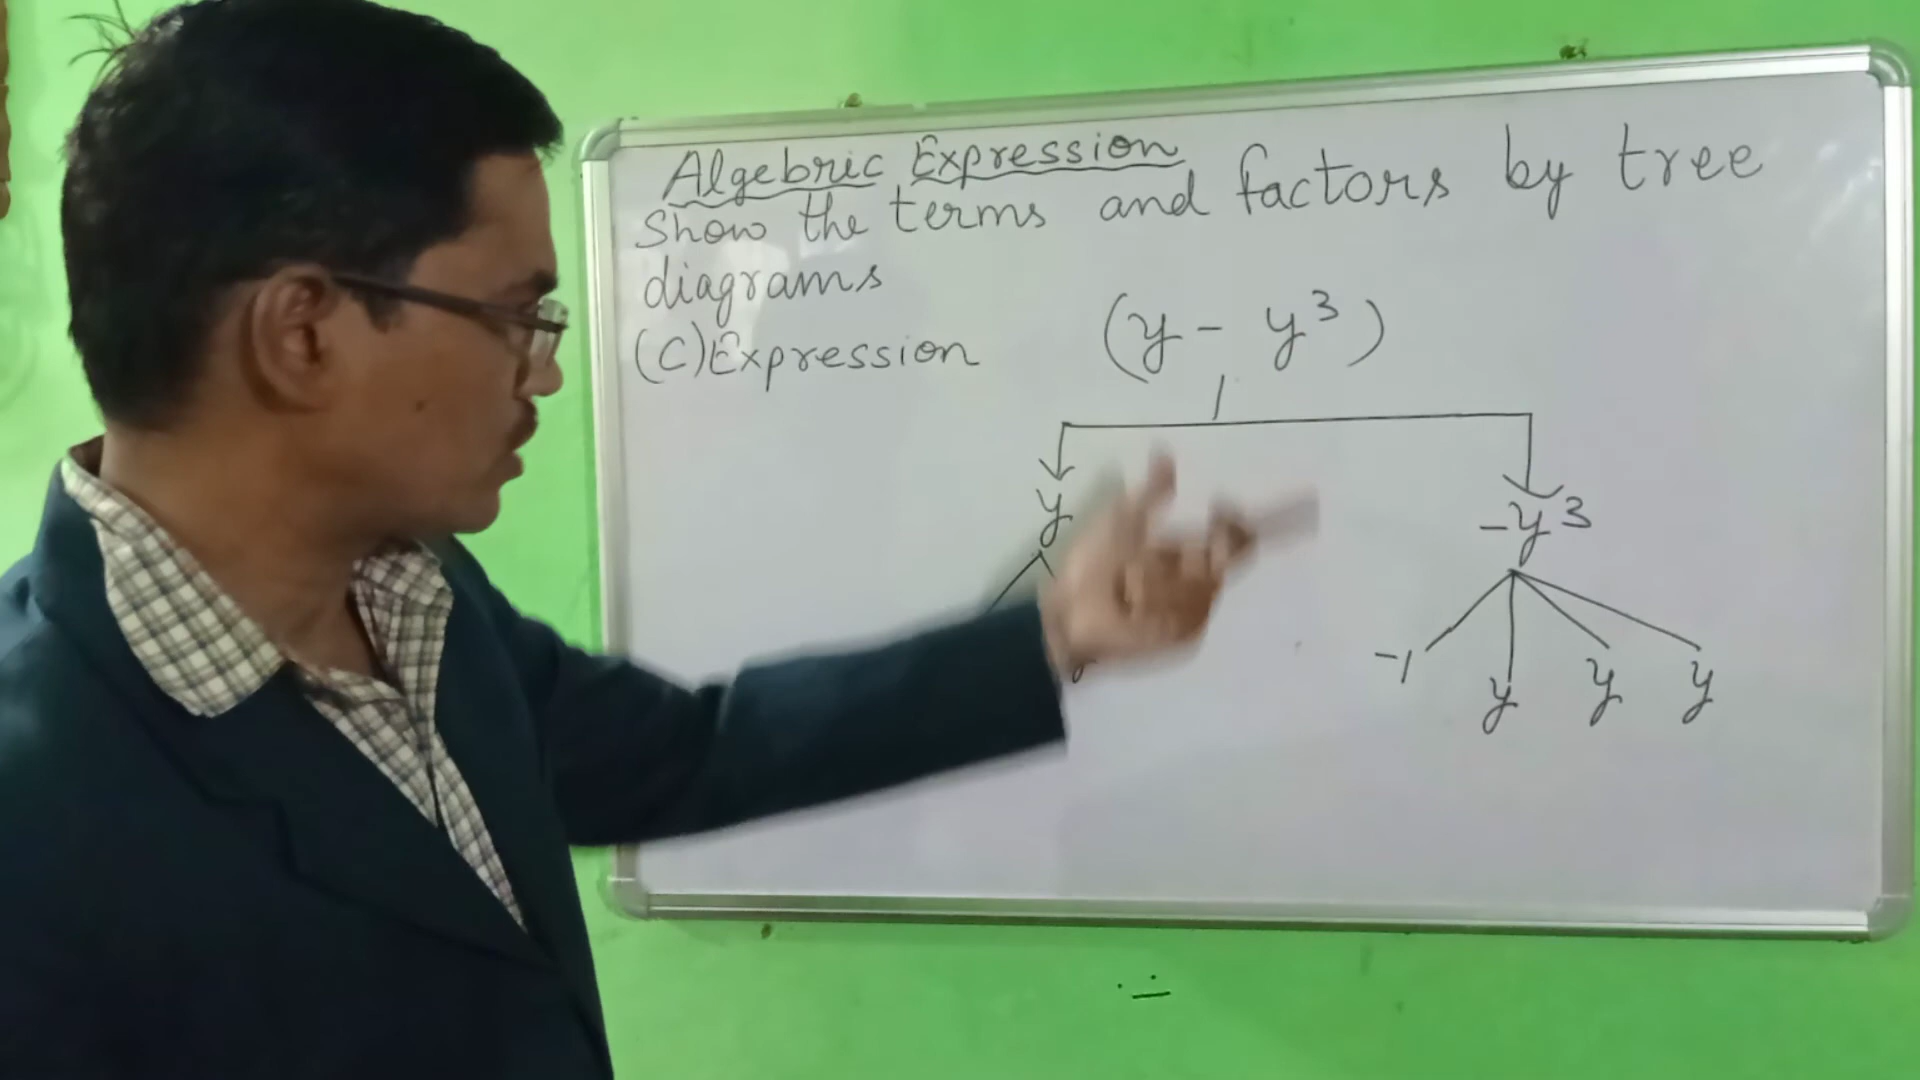 Algebric Expression
Show the terms and factors by tree
diagrams
(C) Expression (y - y³)
y -y³
-1 y y y